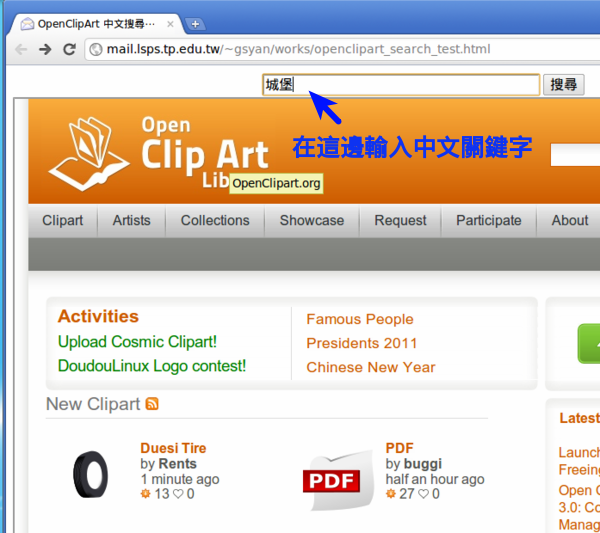 OpenClipArt 中文搜尋…
mail.lsps.tp.edu.tw/~gsyan/works/openclipart_search_test.html
城堡 搜尋
在這邊輸入中文關鍵字
Open
Clip Art
Lib
OpenClipart.org
Clipart Artists Collections Showcase Request Participate About
Activities
Upload Cosmic Clipart!
DoudouLinux Logo contest!
Famous People
Presidents 2011
Chinese New Year
New Clipart
Duesi Tire
by Rents
1 minute ago
13 0
PDF
PDF
by buggi
half an hour ago
27 0
Latest
Launch
Freeing
Open C
3.0: Co
Manag